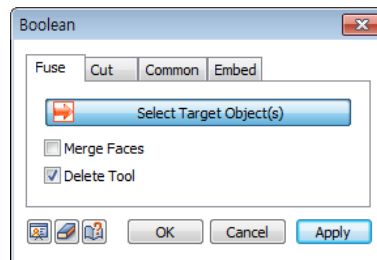 Boolean
Fuse Cut Common Embed
Select Target Object(s)
Merge Faces
Delete Tool
OK Cancel Apply